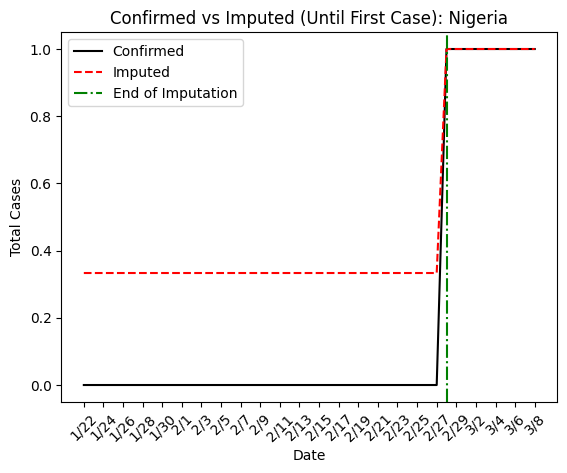 Confirmed vs Imputed (Until First Case): Nigeria
Confirmed
Imputed
End of Imputation
Total Cases
1.0
0.8
0.6
0.4
0.2
0.0
1/22 1/24 1/26 1/28 1/30 2/1 2/3 2/5 2/7 2/9 2/11 2/13 2/15 2/17 2/19 2/21 2/23 2/25 2/27 2/29 3/2 3/4 3/6 3/8
Date